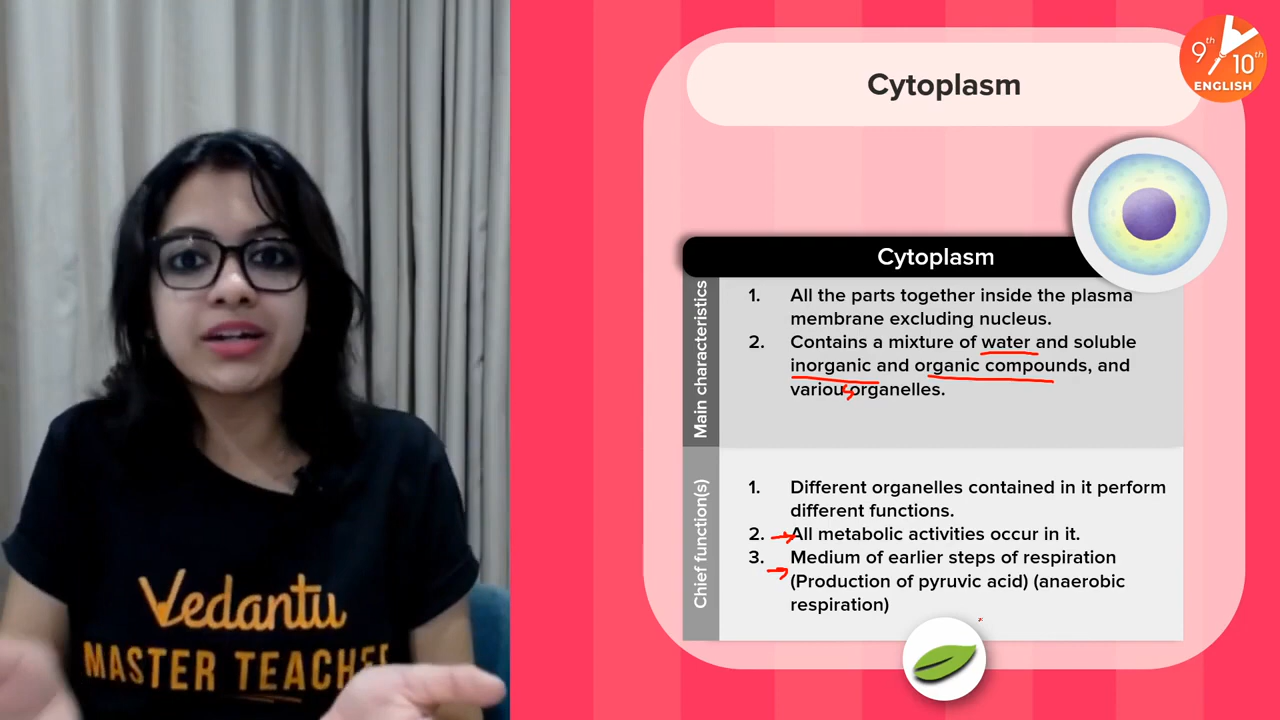 Cytoplasm
9th
10th
ENGLISH
Cytoplasm
Main characteristics
1. All the parts together inside the plasma
membrane excluding nucleus.
2. Contains a mixture of water and soluble
inorganic and organic compounds, and
various organelles.
Chief function(s)
1. Different organelles contained in it perform
different functions.
2. All metabolic activities occur in it.
3. Medium of earlier steps of respiration
(Production of pyruvic acid) (anaerobic
respiration)
Vedantu
MASTER TEACHER